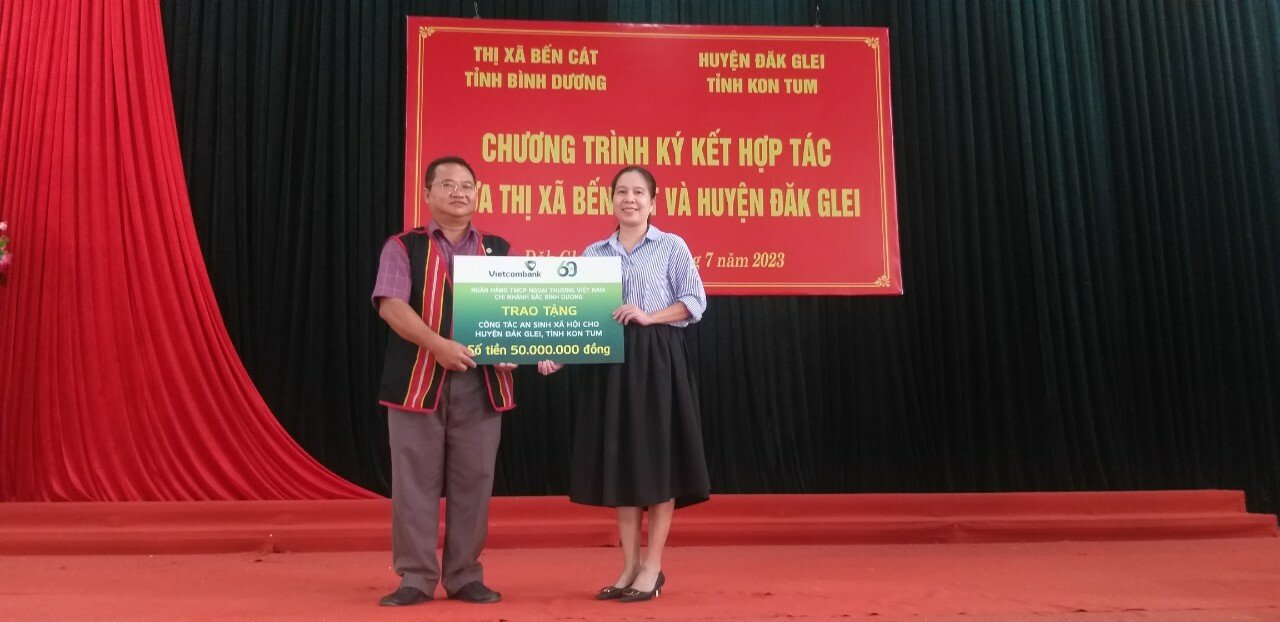 THỊ XÃ BẾN CÁT
TỈNH BÌNH DƯƠNG
HUYỆN ĐĂK GLEI
TỈNH KON TUM
CHƯƠNG TRÌNH KÝ KẾT HỢP TÁC
THỊ XÃ BẾN VÀ HUYỆN ĐĂK GLEI
7 năm 2023
Vietcombank 60
NGÂN HÀNG TMCP NGOẠI THƯƠNG VIỆT NAM
CHI NHÁNH BẮC BÌNH DƯƠNG
TRAO TẶNG
CÔNG TÁC AN SINH XÃ HỘI CHO
HUYỆN ĐĂK GLEI, TỈNH KON TUM
Số tiền 50.000.000 đồng